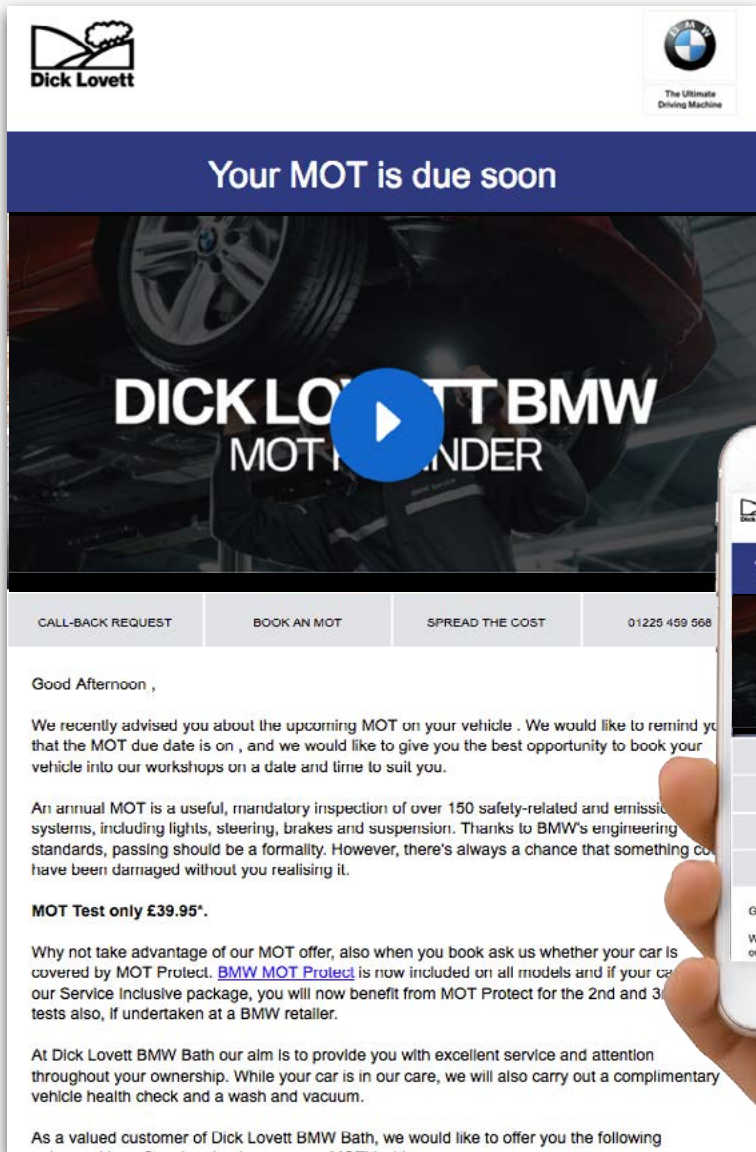 Dick Lovett
The Ultimate
Driving Machine
Your MOT is due soon
DICK LO TT BMW
MOT NDER
CALL-BACK REQUEST
BOOK AN MOT
SPREAD THE COST
01225 459 568
Good Afternoon ,
We recently advised you about the upcoming MOT on your vehicle . We would like to remind
that the MOT due date is on , and we would like to give you the best opportunity to book your
vehicle into our workshops on a date and time to suit you.
An annual MOT is a useful, mandatory inspection of over 150 safety-related and
systems, including lights, steering, brakes and suspension. Thanks to BMW's engineering
standards, passing should be a formality. However, there's always a chance that something
have been damaged without you realising it.
MOT Test only £39.95*.
Why not take advantage of our MOT offer, also when you book ask us whether your car is
covered by MOT Protect. BMW MOT Protect is now included on all models and if your
our Service Inclusive package, you will now benefit from MOT Protect for the 2nd and
tests also, if undertaken at a BMW retailer.
At Dick Lovett BMW Bath our aim is to provide you with excellent service and attention
throughout your ownership. While your car is in our care, we will also carry out a complimentary
vehicle health check and a wash and vacuum.
As a valued customer of Dick Lovett BMW Bath, we would like to offer you the following